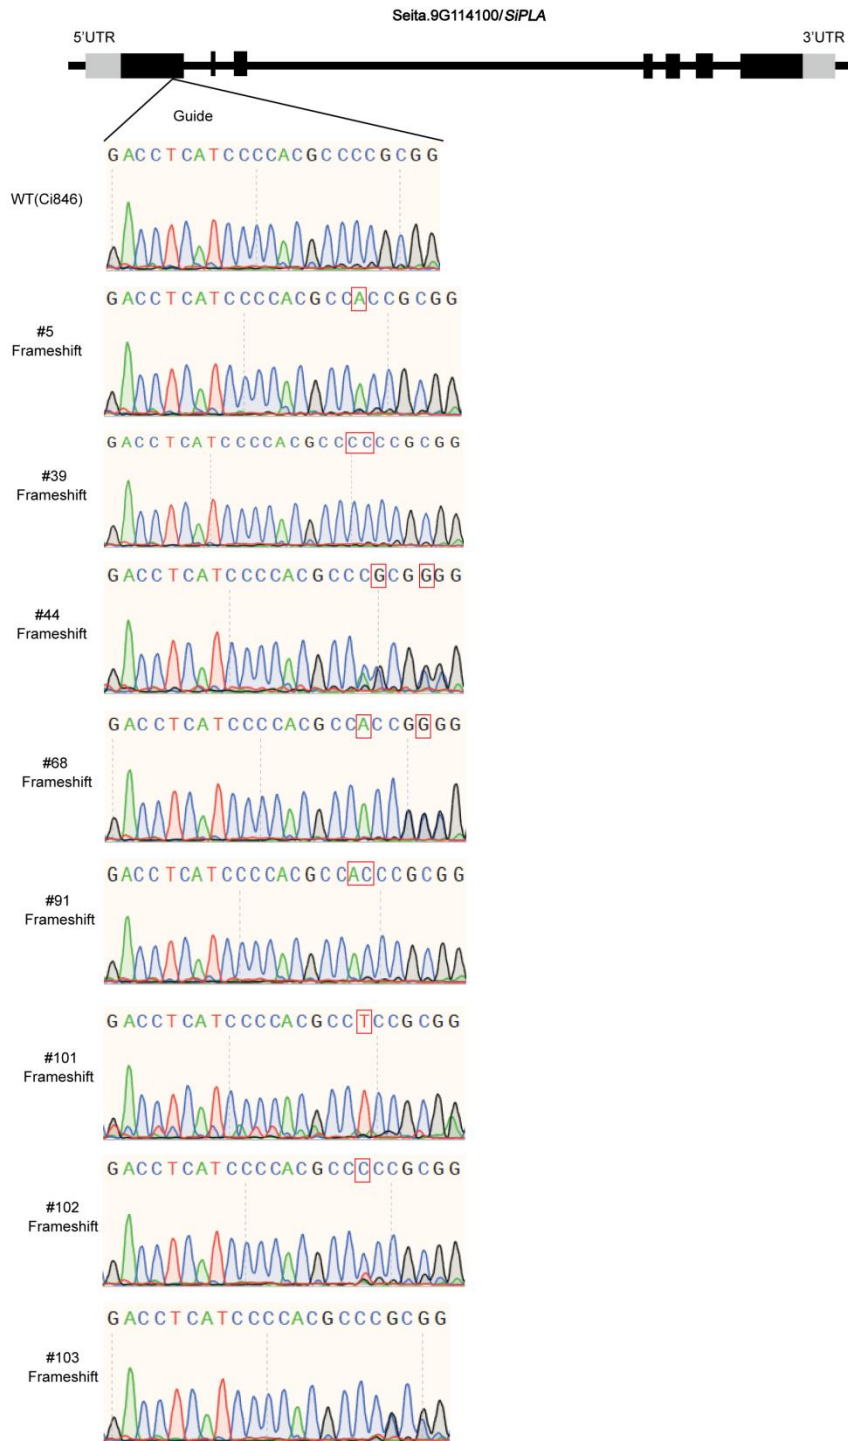 Seita.9G114100/SiPLA
5'UTR
3'UTR
Guide
GACCTCATCCCCACGCCCCGCGG
WT(Ci846)
GACCTCATCCCCACGCCACCGCGG
#5
Frameshift
GACCTCATCCCCACGCCCCCCGCGG
#39
Frameshift
GACCTCATCCCCACGCCCGCGGGG
#44
Frameshift
GACCTCATCCCCACGCCACCGGGG
#68
Frameshift
GACCTCATCCCCACGCCACCCGCGG
#91
Frameshift
GACCTCATCCCCACGCCTCCGCGG
#101
Frameshift
GACCTCATCCCCACGCCCCCGCGG
#102
Frameshift
GACCTCATCCCCACGCCCGCGG
#103
Frameshift